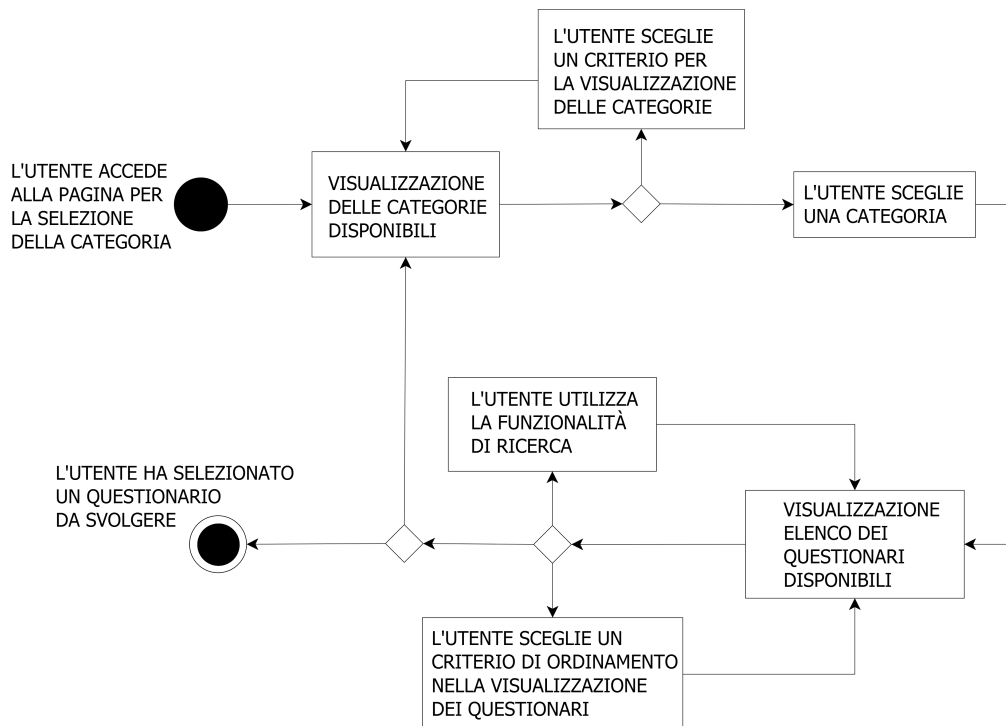 L'UTENTE SCEGLIE
UN CRITERIO PER
LA VISUALIZZAZIONE
DELLE CATEGORIE
L'UTENTE ACCEDE
ALLA PAGINA PER
LA SELEZIONE
DELLA CATEGORIA
VISUALIZZAZIONE
DELLE CATEGORIE
DISPONIBILI
L'UTENTE SCEGLIE
UNA CATEGORIA
L'UTENTE UTILIZZA
LA FUNZIONALITÀ
DI RICERCA
L'UTENTE HA SELEZIONATO
UN QUESTIONARIO
DA SVOLGERE
VISUALIZZAZIONE
ELENCO DEI
QUESTIONARI
DISPONIBILI
L'UTENTE SCEGLIE UN
CRITERIO DI ORDINAMENTO
NELLA VISUALIZZAZIONE
DEI QUESTIONARI